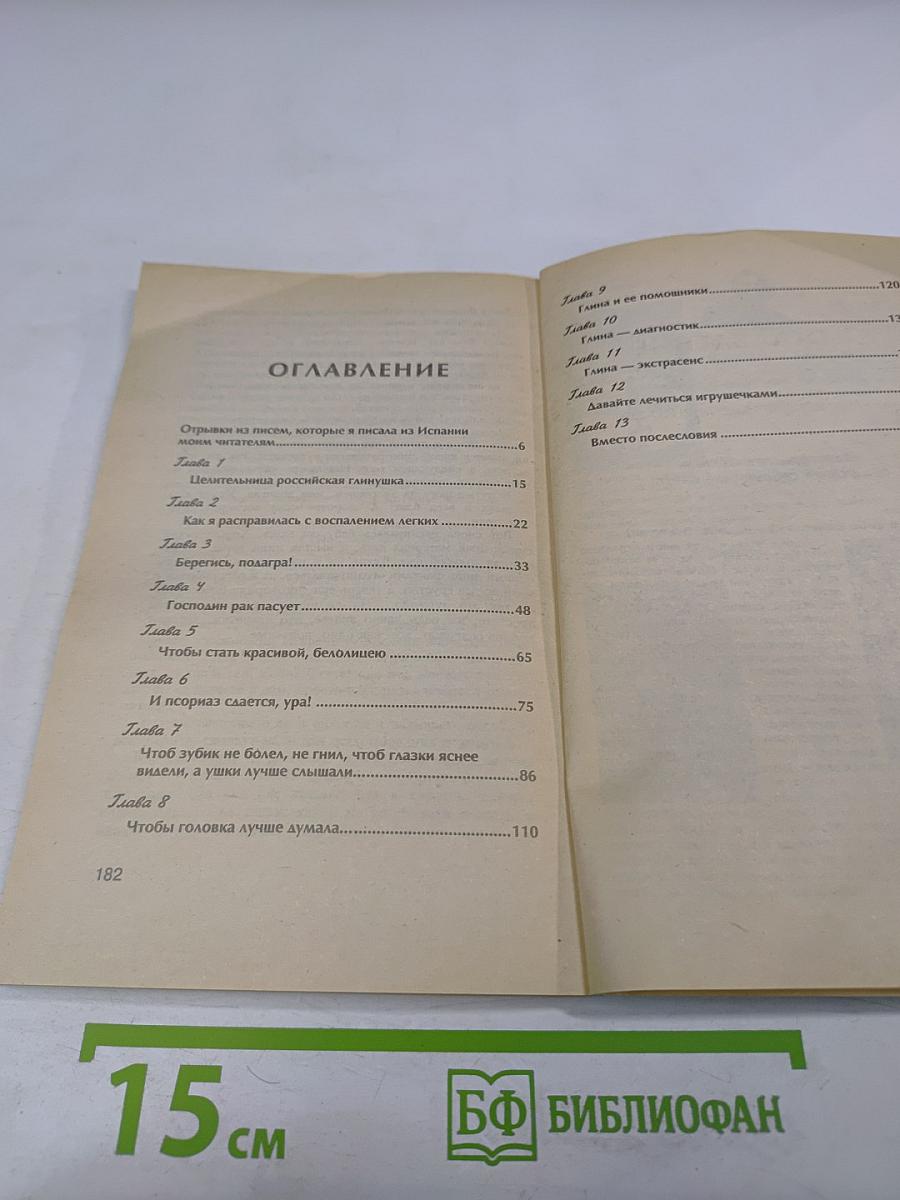 ОГЛАВЛЕНИЕ
Отрывки из писем, которые я писала из Испании
моим читателям....6
Глава 1
Целительница российская глинушка....15
Глава 2
Как я расправилась с воспалением легких....22
Глава 3
Берегись, подагра!....33
Глава 4
Господин рак пасует....48
Глава 5
Чтобы стать красивой, белолицею....65
Глава 6
И псориаз сдается, ура!....75
Глава 7
Чтоб зубик не болел, не гнил, чтоб глазки яснее
видели, а ушки лучше слышали....86
Глава 8
Чтобы головка лучше думала....110
182
Глава 9
Глина и ее помошники....120
Глава 10
Глина — диагностик....13
Глава 11
Глина — экстрасенс....
Глава 12
Давайте лечиться игрушечками....
Глава 13
Вместо послесловия....
15 см
БФ БИБЛИОФАН